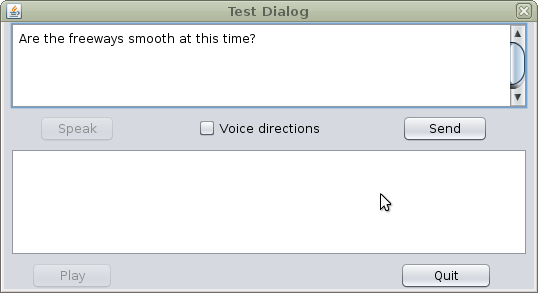 Test Dialog
Are the freeways smooth at this time?
Speak
Voice directions
Send
Play
Quit